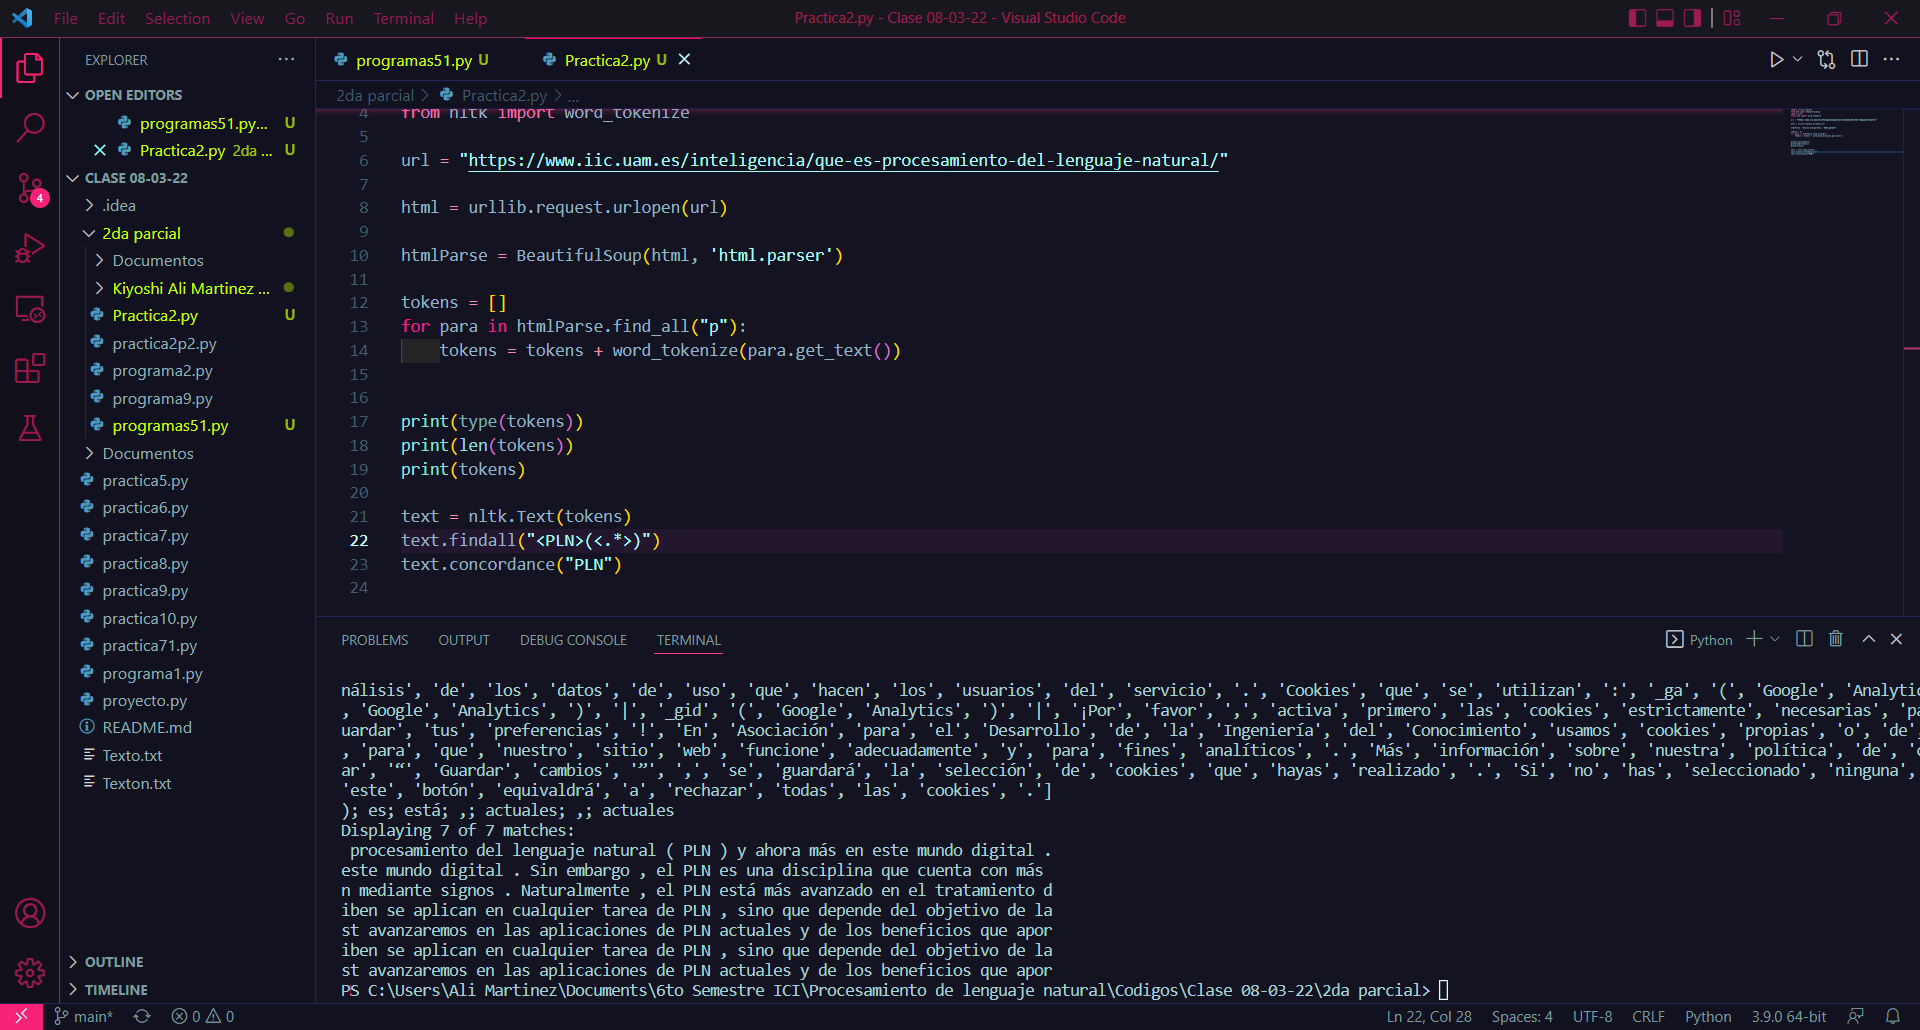 File Edit Selection View Go Run Terminal Help
Practica2.py - Clase 08-03-22 - Visual Studio Code
EXPLORER
OPEN EDITORS
programas51.py... U
Practica2.py 2da ... U
CLASE 08-03-22
.idea
2da parcial
Documentos
Kiyoshi Ali Martinez ...
Practica2.py U
practica2p2.py
programa2.py
programa9.py
programas51.py U
Documentos
practica5.py
practica6.py
practica7.py
practica8.py
practica9.py
practica10.py
practica71.py
programa1.py
proyecto.py
README.md
Texto.txt
Texton.txt
OUTLINE
TIMELINE
programas51.py U
Practica2.py U
2da parcial > Practica2.py > ...
4 from nltk import word_tokenize
5
6 url = "https://www.iic.uam.es/inteligencia/que-es-procesamiento-del-lenguaje-natural/"
7
8 html = urllib.request.urlopen(url)
9
10 htmlParse = BeautifulSoup(html, 'html.parser')
11
12 tokens = []
13 for para in htmlParse.find_all("p"):
14 tokens = tokens + word_tokenize(para.get_text())
15
16
17 print(type(tokens))
18 print(len(tokens))
19 print(tokens)
20
21 text = nltk.Text(tokens)
22 text.findall("<PLN>(<.*>)")
23 text.concordance("PLN")
24
PROBLEMS OUTPUT DEBUG CONSOLE TERMINAL
Python
nálisis', 'de', 'los', 'datos', 'de', 'uso', 'que', 'hacen', 'los', 'usuarios', 'del', 'servicio', '.', 'Cookies', 'que', 'se', 'utilizan', ':', '_ga', '(', 'Google', 'Analytic
, 'Google', 'Analytics', ')', '|', '_gid', '(', 'Google', 'Analytics', ')', '|', '¡Por', 'favor', ',', 'activa', 'primero', 'las', 'cookies', 'estrictamente', 'necesarias', 'pa
uardar', 'tus', 'preferencias', '!', 'En', 'Asociación', 'para', 'el', 'Desarrollo', 'de', 'la', 'Ingeniería', 'del', 'Conocimiento', 'usamos', 'cookies', 'propias', 'o', 'de',
, 'para', 'que', 'nuestro', 'sitio', 'web', 'funcione', 'adecuadamente', 'y', 'para', 'fines', 'analíticos', '.', 'Más', 'información', 'sobre', 'nuestra', 'política', 'de', 'c
ar', '“', 'Guardar', 'cambios', '”', ',', 'se', 'guardará', 'la', 'selección', 'de', 'cookies', 'que', 'hayas', 'realizado', '.', 'Si', 'no', 'has', 'seleccionado', 'ninguna',
'este', 'botón', 'equivaldrá', 'a', 'rechazar', 'todas', 'las', 'cookies', '.']
); es; está; ,; actuales; ,; actuales
Displaying 7 of 7 matches:
procesamiento del lenguaje natural ( PLN ) y ahora más en este mundo digital .
este mundo digital . Sin embargo , el PLN es una disciplina que cuenta con más
n mediante signos . Naturalmente , el PLN está más avanzado en el tratamiento d
iben se aplican en cualquier tarea de PLN , sino que depende del objetivo de la
st avanzaremos en las aplicaciones de PLN actuales y de los beneficios que apor
iben se aplican en cualquier tarea de PLN , sino que depende del objetivo de la
st avanzaremos en las aplicaciones de PLN actuales y de los beneficios que apor
PS C:\Users\Ali Martinez\Documents\6to Semestre ICI\Procesamiento de lenguaje natural\Codigos\Clase 08-03-22\2da parcial>
4
main* 0 0 Ln 22, Col 28 Spaces: 4 UTF-8 CRLF Python 3.9.0 64-bit